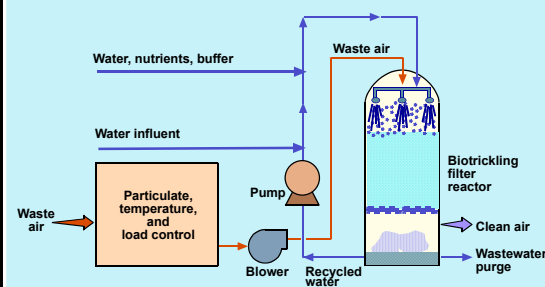 Waste air
Water, nutrients, buffer
Water influent
Biotrickling
filter
reactor
Particulate,
temperature,
and
load control
Pump
Waste
air
Clean air
Blower
Recycled
water
Wastewater
purge